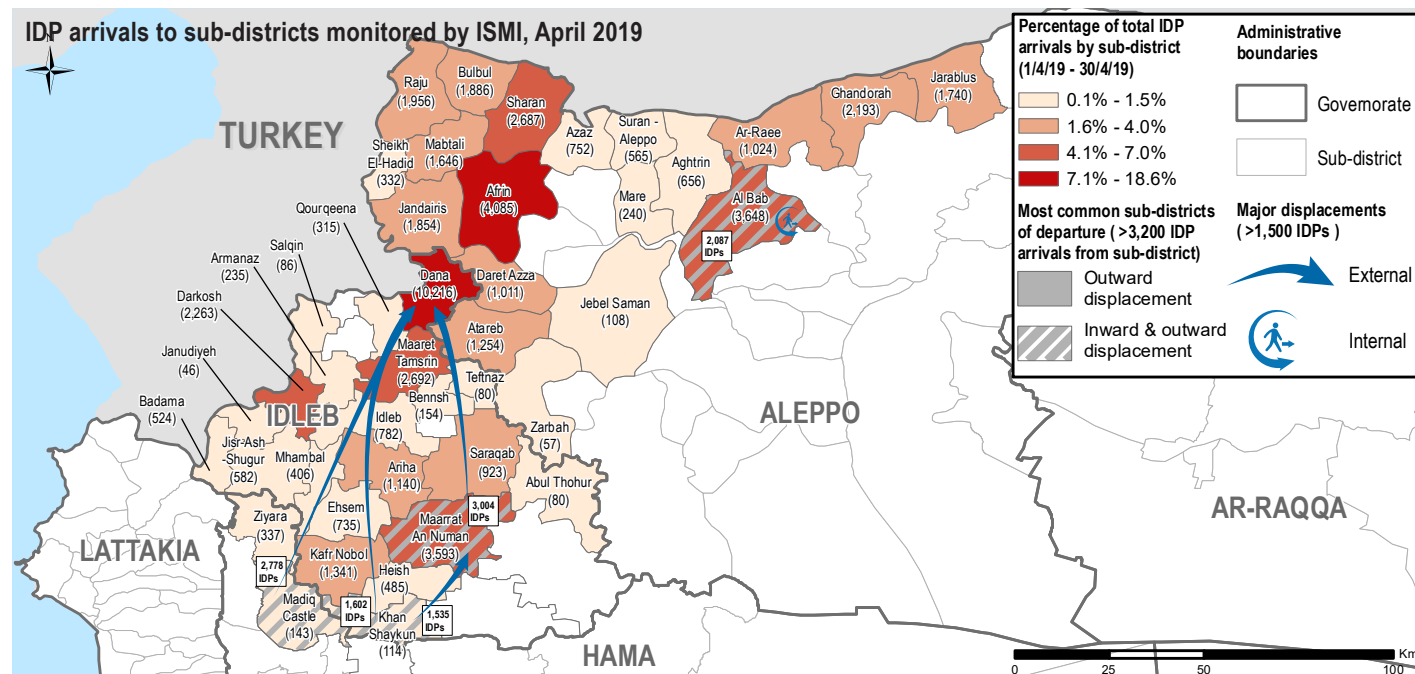 IDP arrivals to sub-districts monitored by ISMI, April 2019
TURKEY
Raju
(1,956)
Bulbul
(1,886)
Sharan
(2,687)
Sheikh
El-Hadid
(332)
Mabtali
(1,646)
Azaz
(752)
Suran -
Aleppo
(565)
Aghtrin
(656)
Ar-Raee
(1,024)
Ghandorah
(2,193)
Jarablus
(1,740)
Afrin
(4,085)
Mare
(240)
Al Bab
(3,648)
2,087
IDPs
Jandairis
(1,854)
Qourqeena
(315)
Salqin
(86)
Armanaz
(235)
Darkosh
(2,263)
Janudiyeh
(46)
Badama
(524)
Dana
(10,216)
Daret Azza
(1,011)
Jebel Saman
(108)
Atareb
(1,254)
Maaret
Tamsrin
(2,692)
Teftnaz
(80)
Bennsh
(154)
IDLEB
Idleb
(782)
ALEPPO
Jisr-Ash
-Shugur
(582)
Mhambal
(406)
Ariha
(1,140)
Saraqab
(923)
Zarbah
(57)
Abul Thohur
(80)
Ziyara
(337)
Ehsem
(735)
Maarrat
An Numan
(3,593)
3,004
IDPs
LATTAKIA
AR-RAQQA
Kafr Nobol
(1,341)
Heish
(485)
2,778
IDPs
Madiq
Castle
(143)
1,602
IDPs
Khan
Shaykun
(114)
1,535
IDPs
HAMA
Percentage of total IDP
arrivals by sub-district
(1/4/19 - 30/4/19)
0.1% - 1.5%
1.6% - 4.0%
4.1% - 7.0%
7.1% - 18.6%
Administrative
boundaries
Governorate
Sub-district
Most common sub-districts
of departure ( >3,200 IDP
arrivals from sub-district)
Outward
displacement
Inward & outward
displacement
Major displacements
( >1,500 IDPs )
External
Internal
Km
0 25 50 100